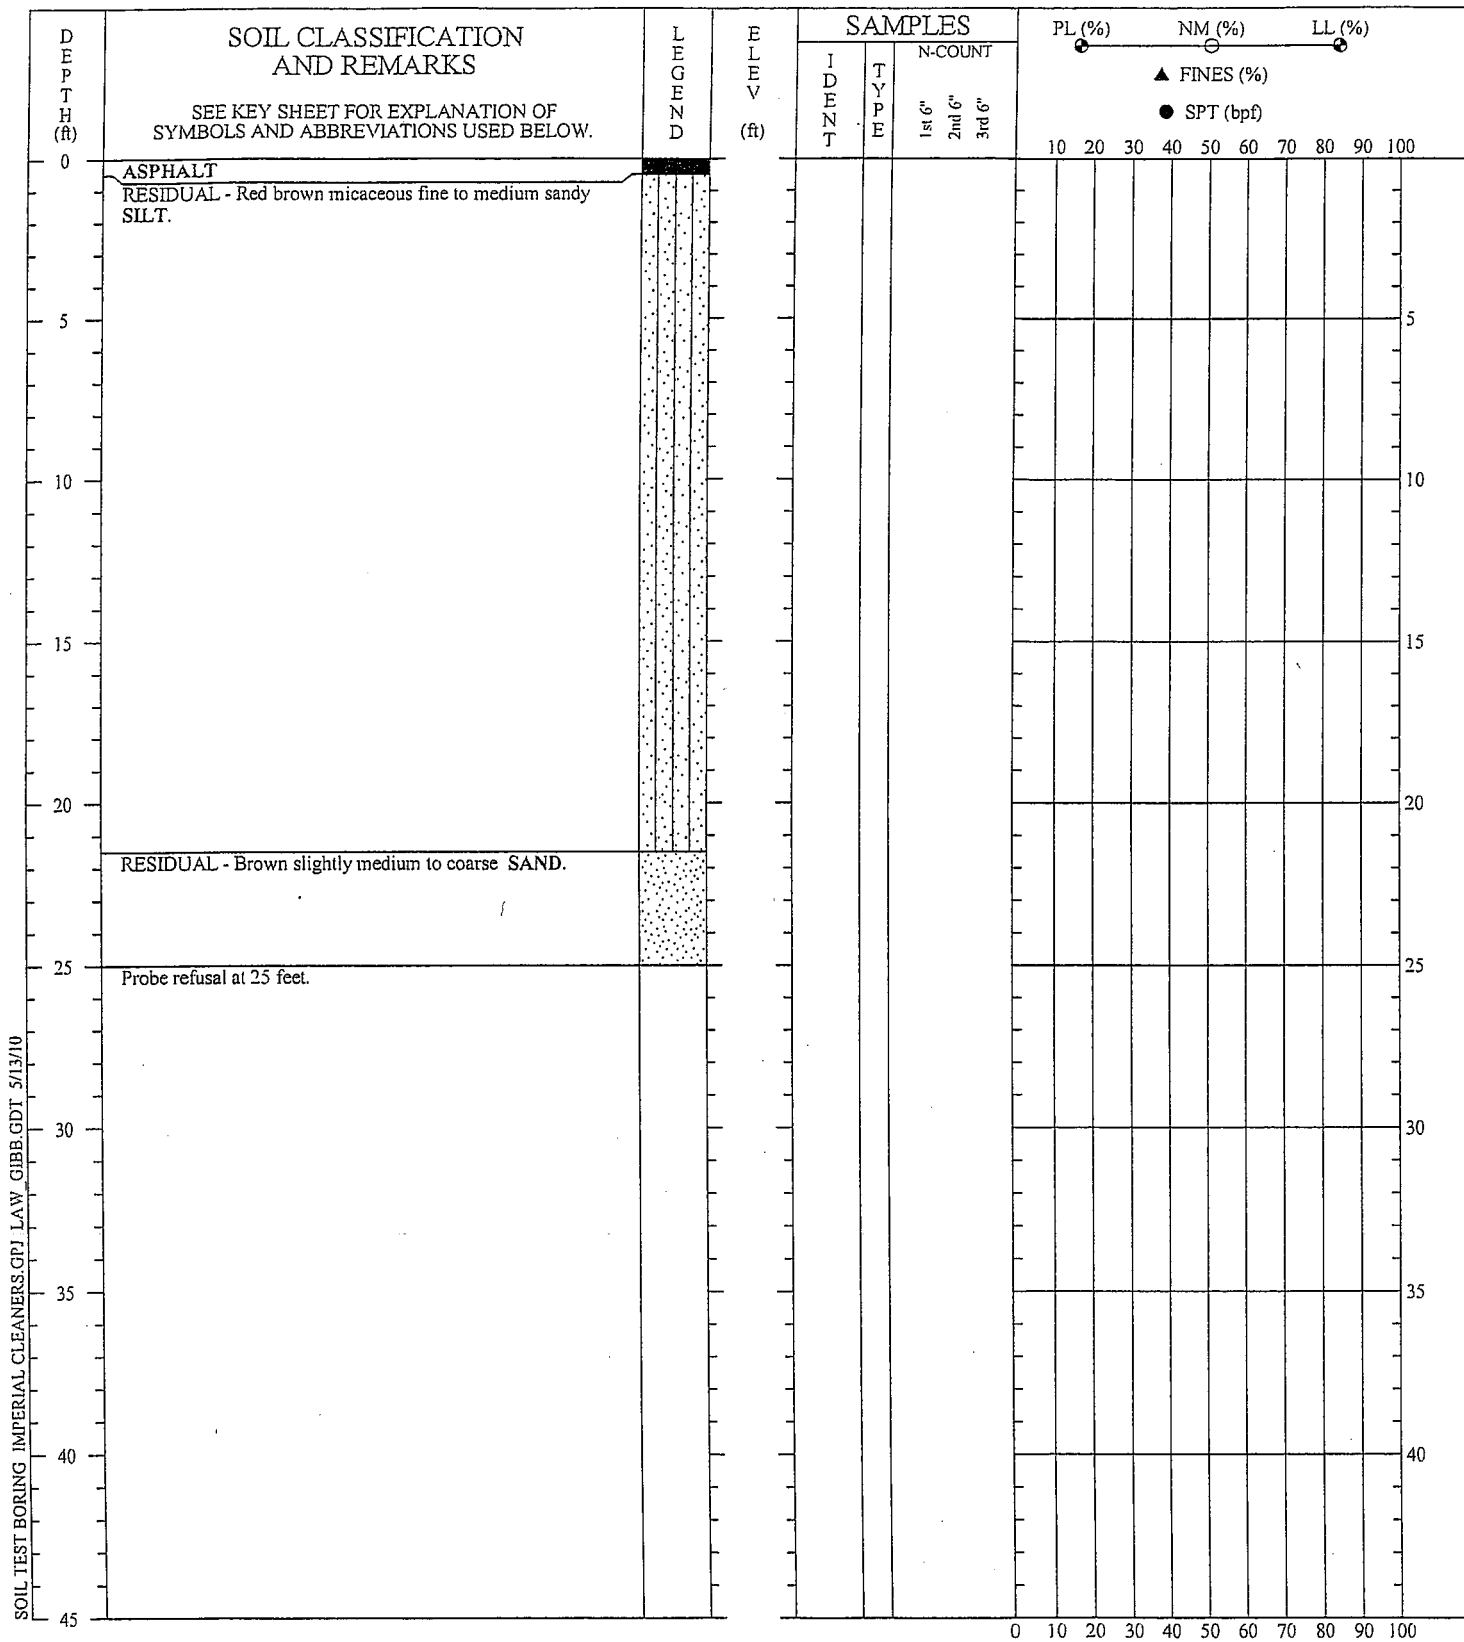 DEPTH
(ft)
SOIL CLASSIFICATION
AND REMARKS
SEE KEY SHEET FOR EXPLANATION OF
SYMBOLS AND ABBREVIATIONS USED BELOW.
LEGEND
ELEV
(ft)
SAMPLES
IDENT
TYPE
N-COUNT
1st 6"
2nd 6"
3rd 6"
PL (%)
NM (%)
LL (%)
▲ FINES (%)
● SPT (bpf)
10 20 30 40 50 60 70 80 90 100
0
ASPHALT
RESIDUAL - Red brown micaceous fine to medium sandy
SILT.
5
5
10
10
15
15
20
20
RESIDUAL - Brown slightly medium to coarse SAND.
25
Probe refusal at 25 feet.
25
30
30
35
35
40
40
45
0 10 20 30 40 50 60 70 80 90 100
SOIL TEST BORING IMPERIAL CLEANERS.GPJ LAW_GIBB.GDT 5/13/10